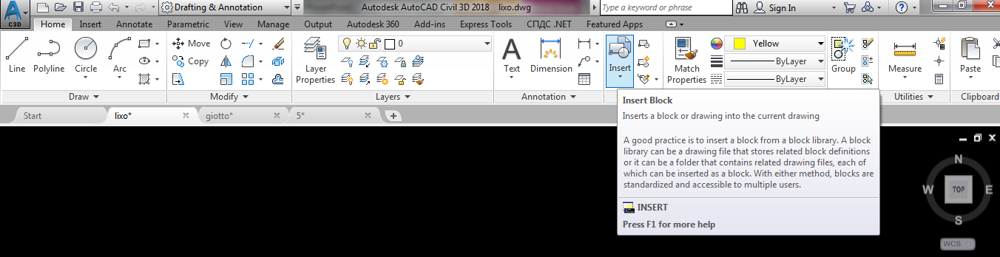 Drafting & Annotation
Autodesk AutoCAD Civil 3D 2018 lixo.dwg
Type a keyword or phrase
Sign In
C3D
Home Insert Annotate Parametric View Manage Output Autodesk 360 Add-ins Express Tools СПДС .NET Featured Apps
Line
Polyline
Circle
Arc
Draw
Move
Copy
Modify
Layer
Properties
0
Layers
Text
Dimension
Annotation
Insert
Match
Properties
Yellow
ByLayer
ByLayer
Group
Measure
Utilities
Paste
Clipboard
Start
lixo*
giotto*
5*
Insert Block
Inserts a block or drawing into the current drawing
A good practice is to insert a block from a block library. A block
library can be a drawing file that stores related block definitions
or it can be a folder that contains related drawing files, each of
which can be inserted as a block. With either method, blocks are
standardized and accessible to multiple users.
INSERT
Press F1 for more help
N
W
TOP
E
S
WCS